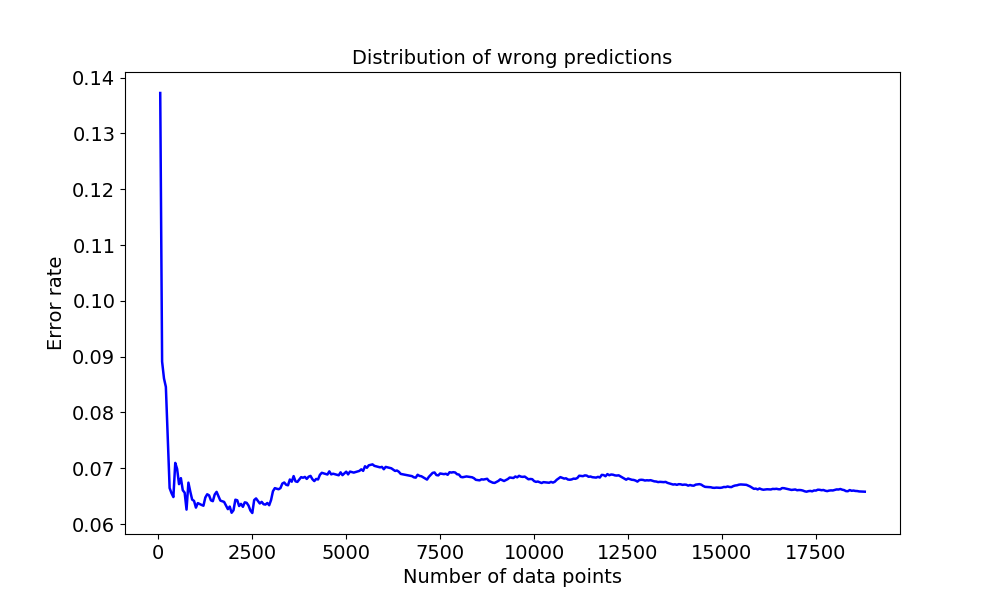 Distribution of wrong predictions
0.14
0.13
0.12
0.11
0.10
0.09
0.08
0.07
0.06
Error rate
0 2500 5000 7500 10000 12500 15000 17500
Number of data points